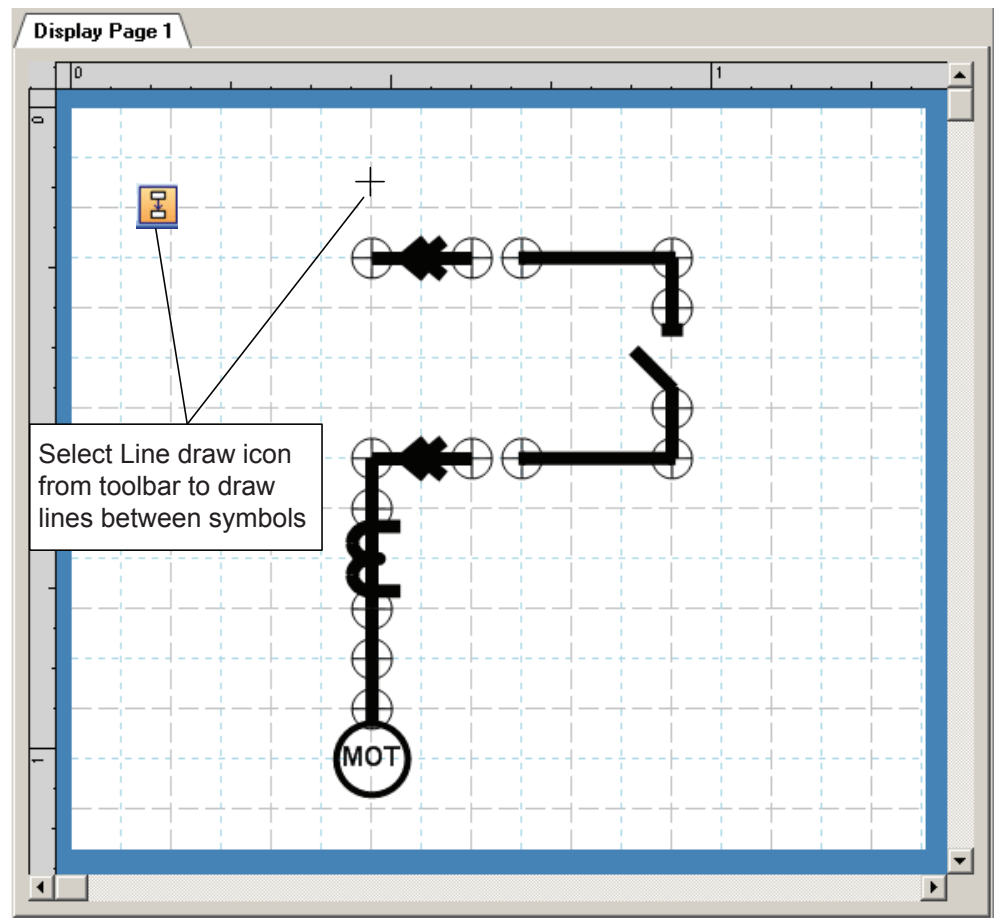 Display Page 1
0
1
0
Select Line draw icon
from toolbar to draw
lines between symbols
1
MOT